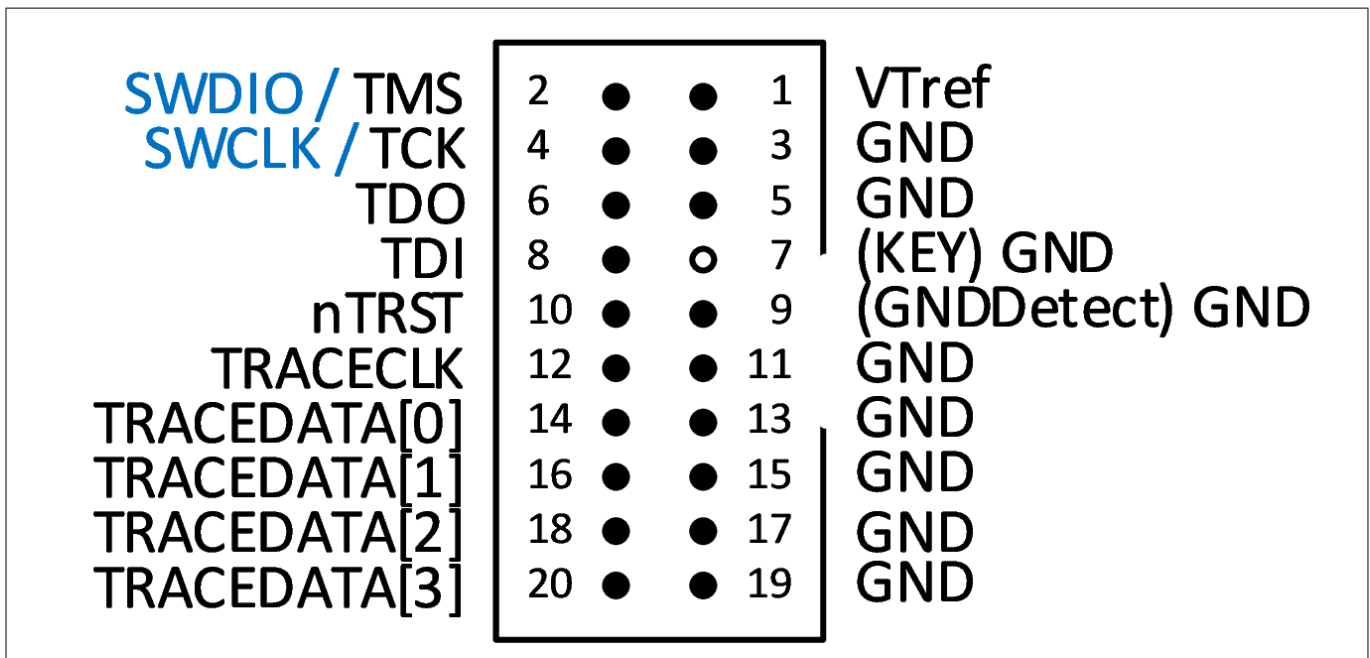 SWDIO / TMS 2 1 VTref
SWCLK / TCK 4 3 GND
TDO 6 5 GND
TDI 8 7 (KEY) GND
nTRST 10 9 (GNDDetect) GND
TRACECLK 12 11 GND
TRACEDATA[0] 14 13 GND
TRACEDATA[1] 16 15 GND
TRACEDATA[2] 18 17 GND
TRACEDATA[3] 20 19 GND